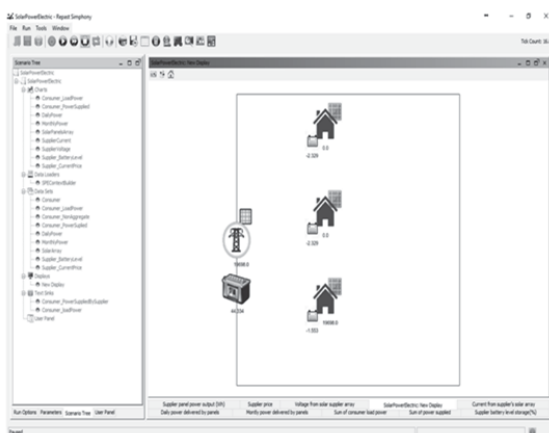 SolarPowerElectric - Repast Simphony
File Run Tools Window
Tick Count: 16.
Scenario Tree
SolarPowerElectric
SolarPowerElectric
Charts
Consumer_LoadPower
Consumer_PowerSupplied
DailyPower
MonthlyPower
SolarPanelsArray
SupplierCurrent
SupplierVoltage
Supplier_BatteryLevel
Supplier_CurrentPrice
Data Loaders
SPEContextBuilder
Data Sets
Consumer
Consumer_LoadPower
Consumer_NonAggregate
Consumer_PowerSupplied
DailyPower
MonthlyPower
SolarArray
Supplier_BatteryLevel
Supplier_CurrentPrice
Displays
New Display
Text Sinks
Consumer_PowerSuppliedBySupplier
Consumer_loadPower
User Panel
Run Options Parameters Scenario Tree User Panel
SolarPowerElectric: New Display
0.0
-2.329
0.0
-2.329
19698.0
-1.553
Supplier panel power output [kW] Supplier price Voltage from solar supplier array SolarPowerElectric: New Display Current from supplier's solar array
Daily power delivered by panels Montly power delivered by panels Sum of consumer load power Sum of power supplied Supplier battery level storage[%]
Paused